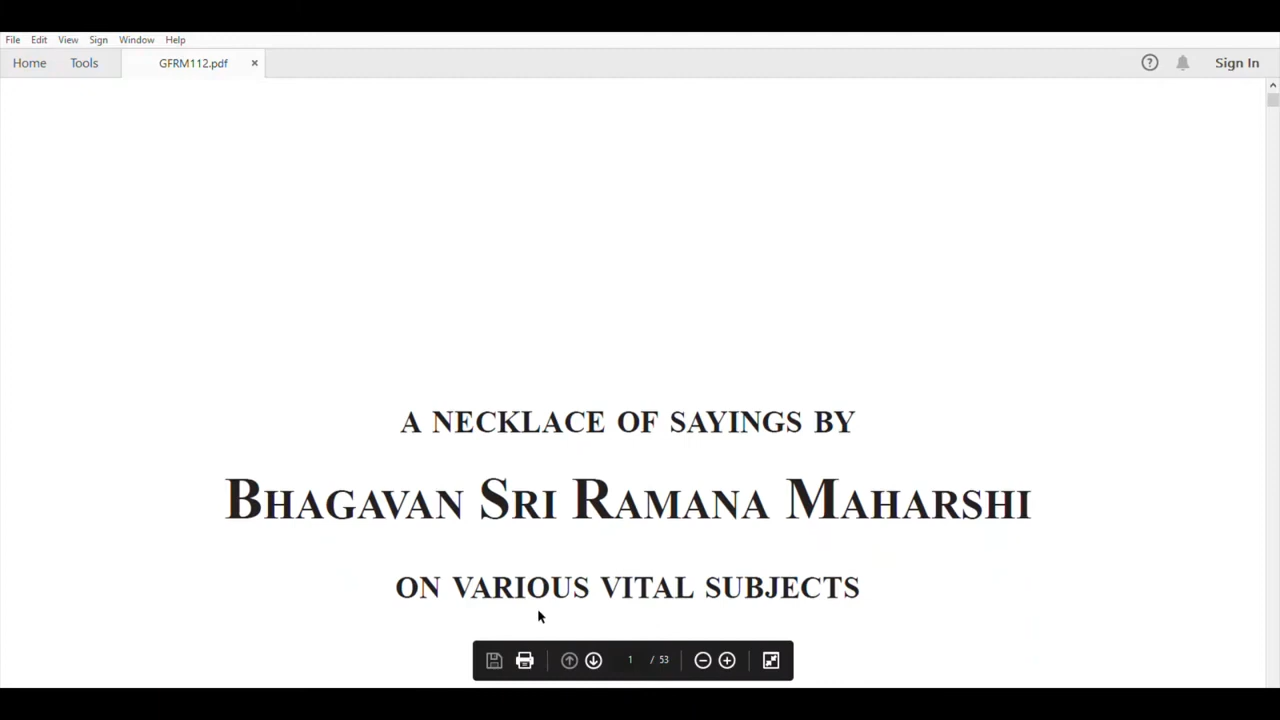 File Edit View Sign Window Help
Home Tools GFRM112.pdf × ? Sign In
A NECKLACE OF SAYINGS BY
BHAGAVAN SRI RAMANA MAHARSHI
ON VARIOUS VITAL SUBJECTS
1 / 53